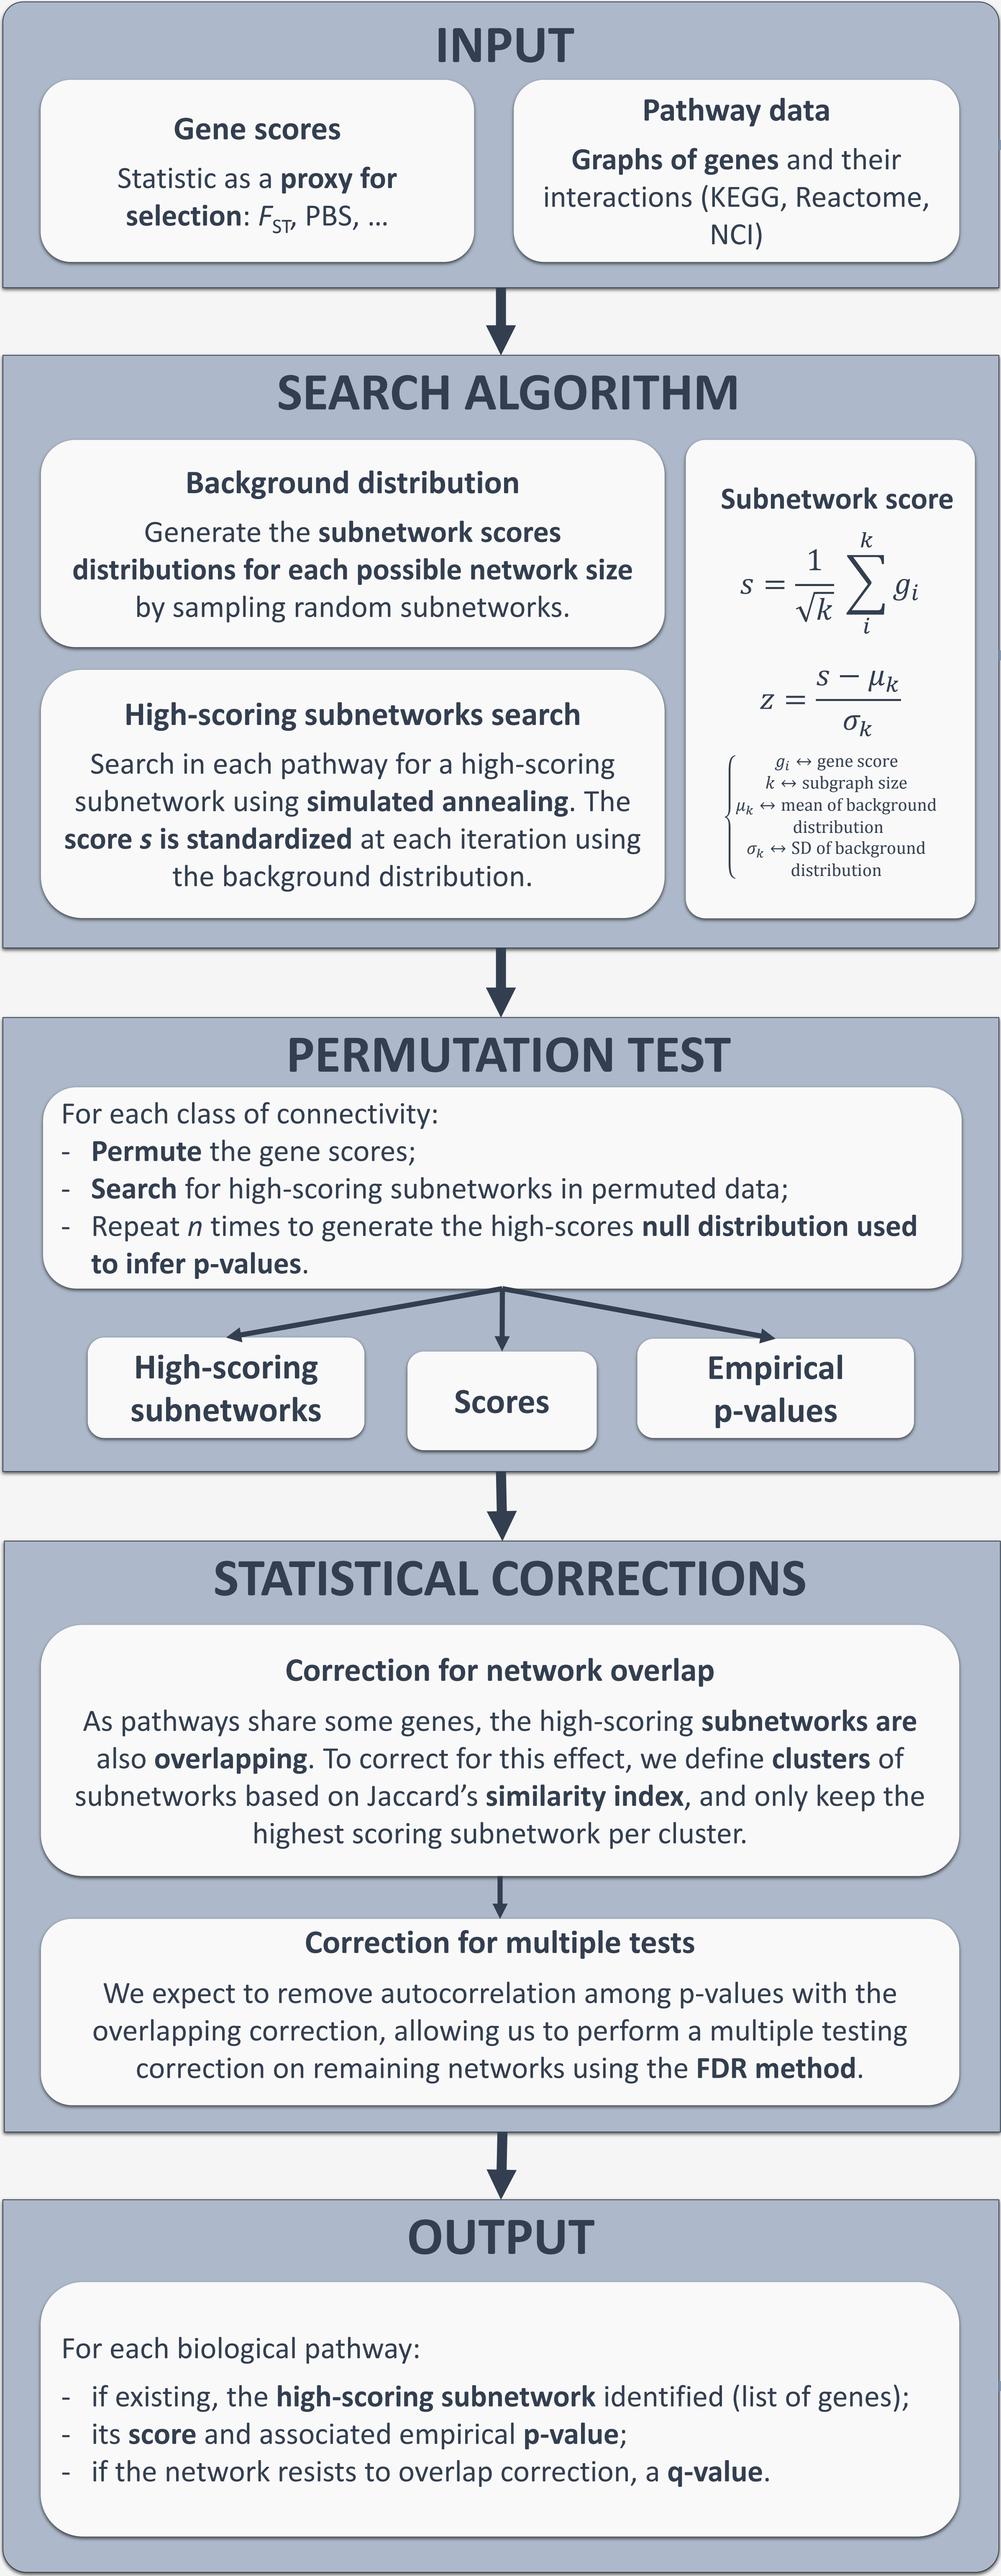 INPUT
Gene scores
Statistic as a proxy for
selection: FST, PBS, ...
Pathway data
Graphs of genes and their
interactions (KEGG, Reactome,
NCI)
SEARCH ALGORITHM
Background distribution
Generate the subnetwork scores
distributions for each possible network size
by sampling random subnetworks.
High-scoring subnetworks search
Search in each pathway for a high-scoring
subnetwork using simulated annealing. The
score s is standardized at each iteration using
the background distribution.
Subnetwork score
s = 1/√k ∑_i^k g_i
z = (s − μ_k)/σ_k
g_i ↔ gene score
k ↔ subgraph size
μ_k ↔ mean of background
distribution
σ_k ↔ SD of background
distribution
PERMUTATION TEST
For each class of connectivity:
- Permute the gene scores;
- Search for high-scoring subnetworks in permuted data;
- Repeat n times to generate the high-scores null distribution used
to infer p-values.
High-scoring
subnetworks
Scores
Empirical
p-values
STATISTICAL CORRECTIONS
Correction for network overlap
As pathways share some genes, the high-scoring subnetworks are
also overlapping. To correct for this effect, we define clusters of
subnetworks based on Jaccard’s similarity index, and only keep the
highest scoring subnetwork per cluster.
Correction for multiple tests
We expect to remove autocorrelation among p-values with the
overlapping correction, allowing us to perform a multiple testing
correction on remaining networks using the FDR method.
OUTPUT
For each biological pathway:
- if existing, the high-scoring subnetwork identified (list of genes);
- its score and associated empirical p-value;
- if the network resists to overlap correction, a q-value.